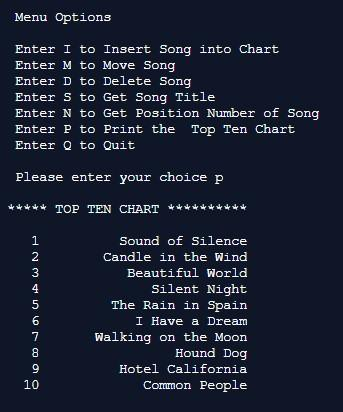 Menu Options
Enter I to Insert Song into Chart
Enter M to Move Song
Enter D to Delete Song
Enter S to Get Song Title
Enter N to Get Position Number of Song
Enter P to Print the  Top Ten Chart
Enter Q to Quit
Please enter your choice p
***** TOP TEN CHART **********
1 Sound of Silence
2 Candle in the Wind
3 Beautiful World
4 Silent Night
5 The Rain in Spain
6 I Have a Dream
7 Walking on the Moon
8 Hound Dog
9 Hotel California
10 Common People